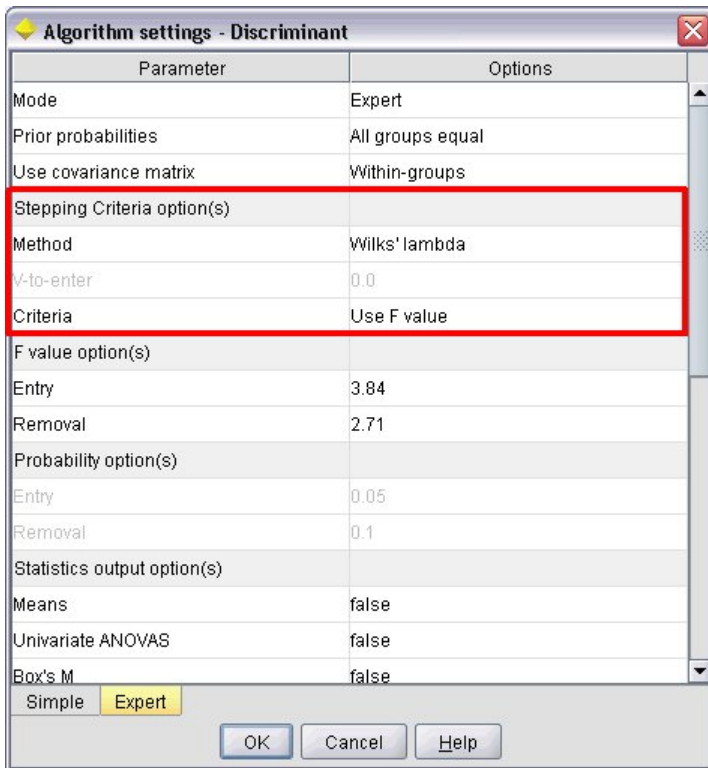 Algorithm settings - Discriminant
Parameter Options
Mode Expert
Prior probabilities All groups equal
Use covariance matrix Within-groups
Stepping Criteria option(s)
Method Wilks' lambda
V-to-enter 0.0
Criteria Use F value
F value option(s)
Entry 3.84
Removal 2.71
Probability option(s)
Entry 0.05
Removal 0.1
Statistics output option(s)
Means false
Univariate ANOVAS false
Box's M false
Simple Expert
OK Cancel Help